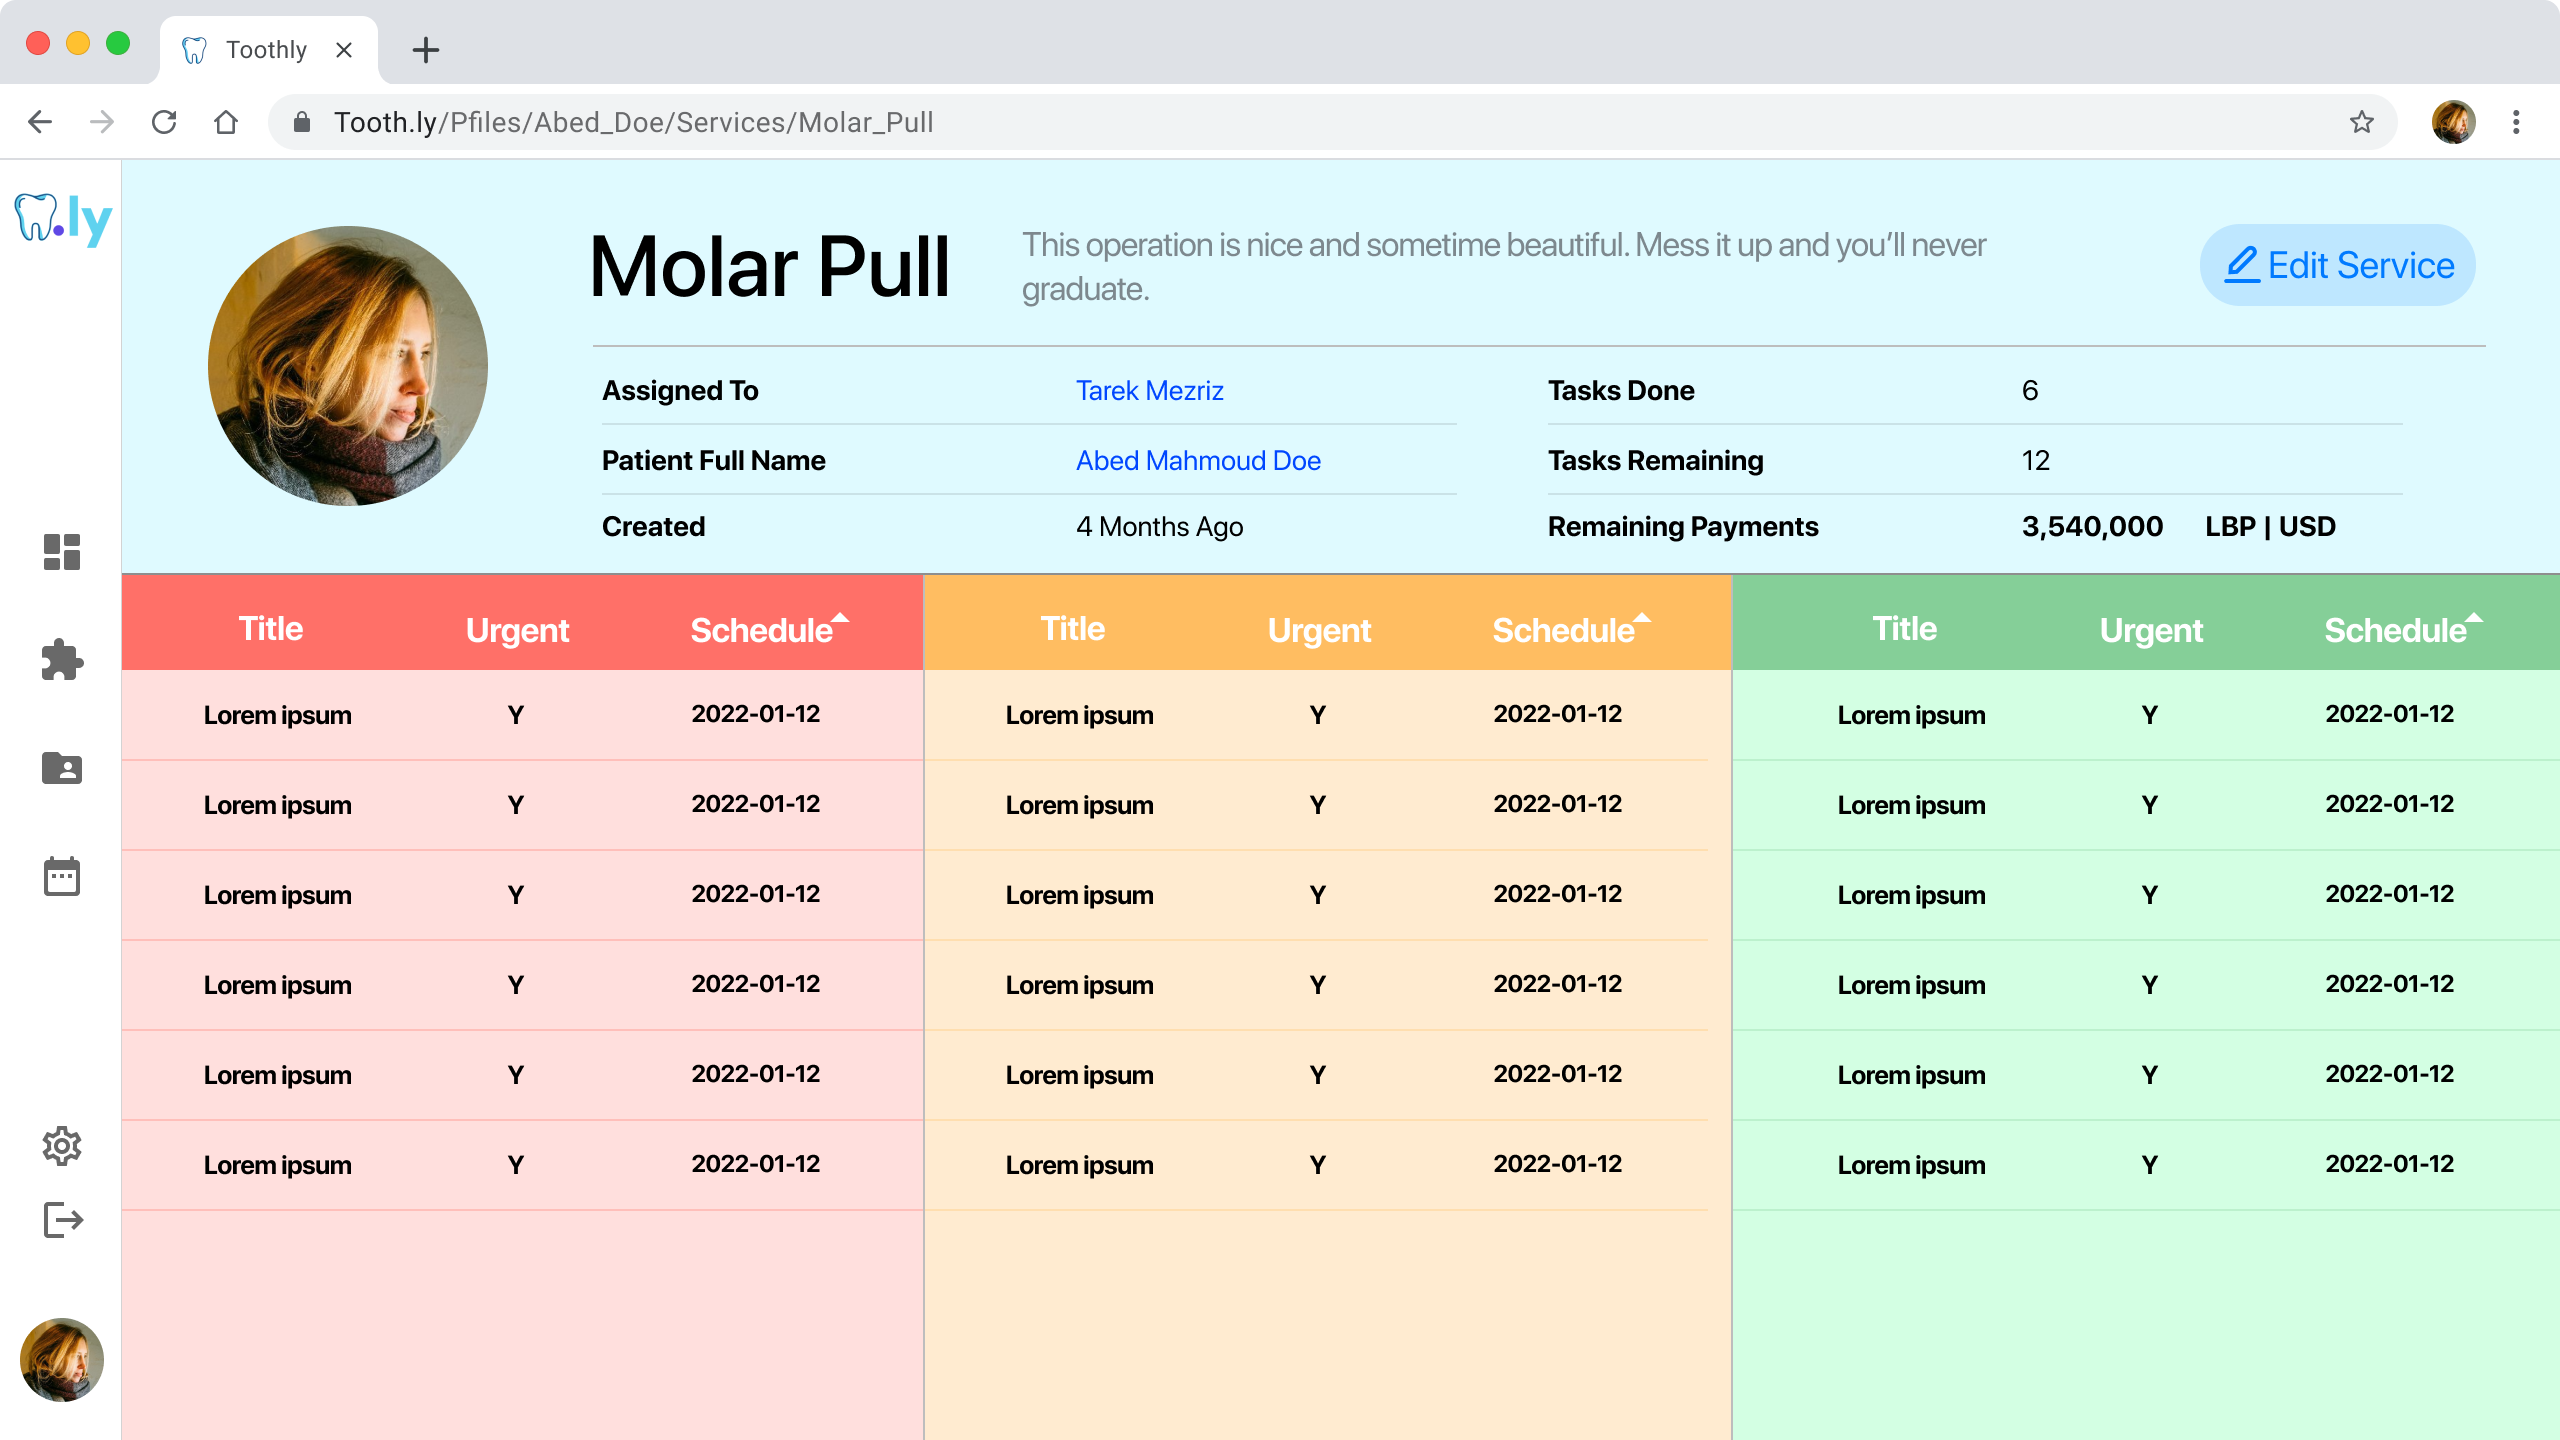 Toothly
Tooth.ly/Pfiles/Abed_Doe/Services/Molar_Pull
.ly
Molar Pull
This operation is nice and sometime beautiful. Mess it up and you’ll never
graduate.
Edit Service
Assigned To Tarek Mezriz Tasks Done 6
Patient Full Name Abed Mahmoud Doe Tasks Remaining 12
Created 4 Months Ago Remaining Payments 3,540,000 LBP | USD
Title Urgent Schedule Title Urgent Schedule Title Urgent Schedule
Lorem ipsum Y 2022-01-12 Lorem ipsum Y 2022-01-12 Lorem ipsum Y 2022-01-12
Lorem ipsum Y 2022-01-12 Lorem ipsum Y 2022-01-12 Lorem ipsum Y 2022-01-12
Lorem ipsum Y 2022-01-12 Lorem ipsum Y 2022-01-12 Lorem ipsum Y 2022-01-12
Lorem ipsum Y 2022-01-12 Lorem ipsum Y 2022-01-12 Lorem ipsum Y 2022-01-12
Lorem ipsum Y 2022-01-12 Lorem ipsum Y 2022-01-12 Lorem ipsum Y 2022-01-12
Lorem ipsum Y 2022-01-12 Lorem ipsum Y 2022-01-12 Lorem ipsum Y 2022-01-12